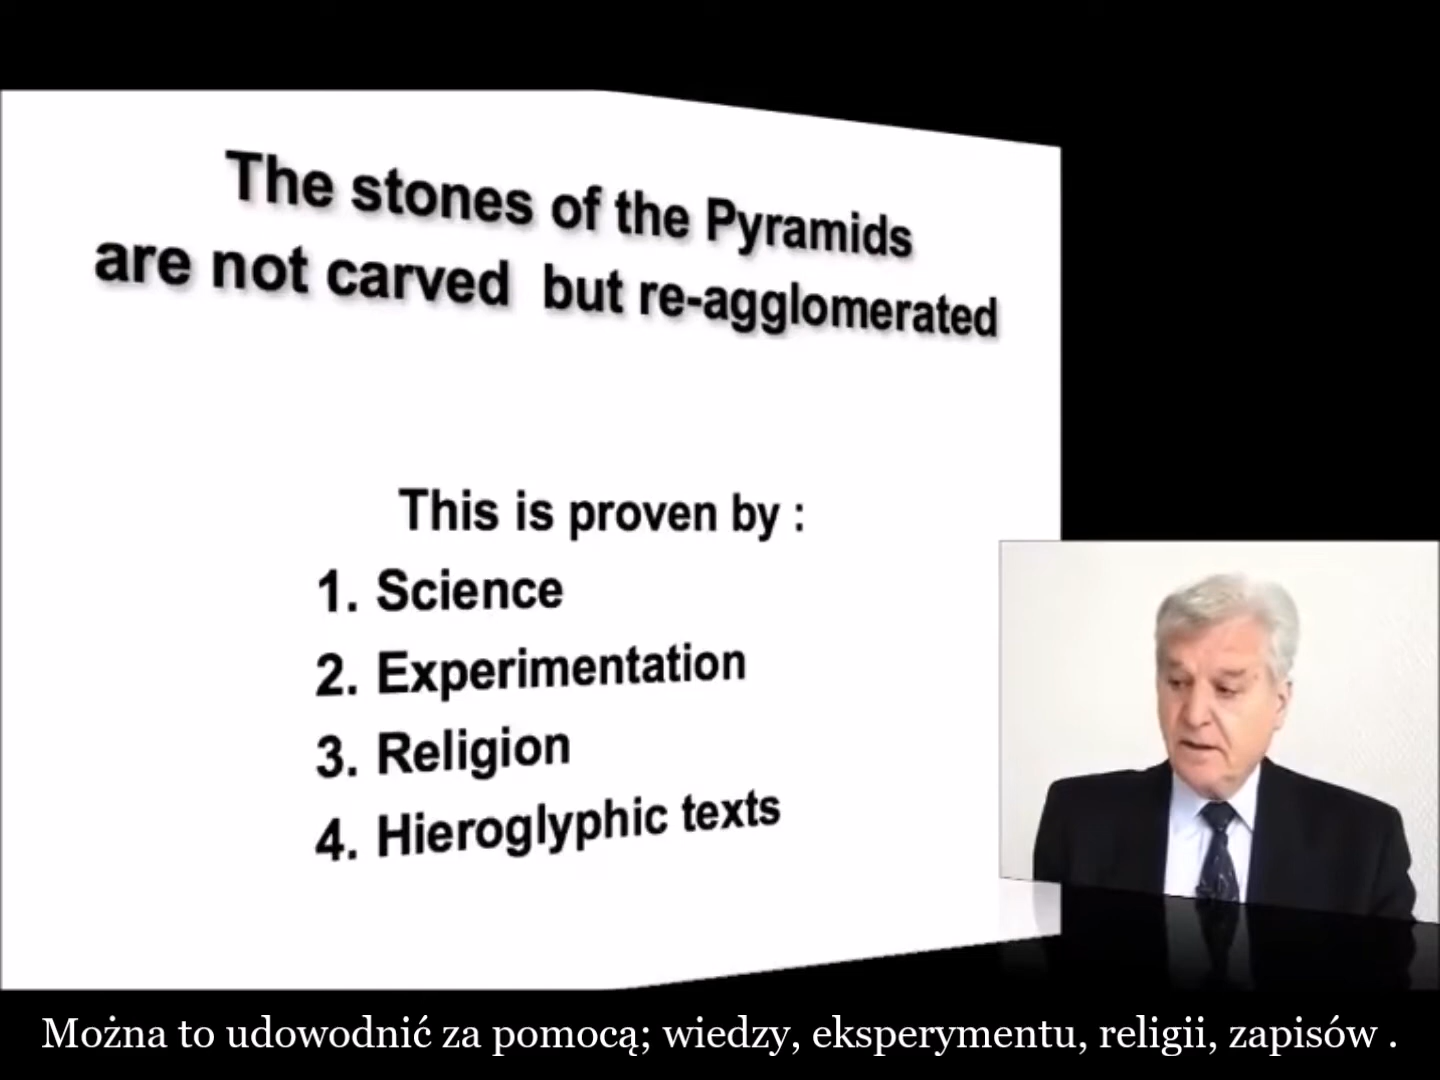 The stones of the Pyramids
are not carved but re-agglomerated
This is proven by :
1. Science
2. Experimentation
3. Religion
4. Hieroglyphic texts
Można to udowodnić za pomocą; wiedzy, eksperymentu, religii, zapisów .